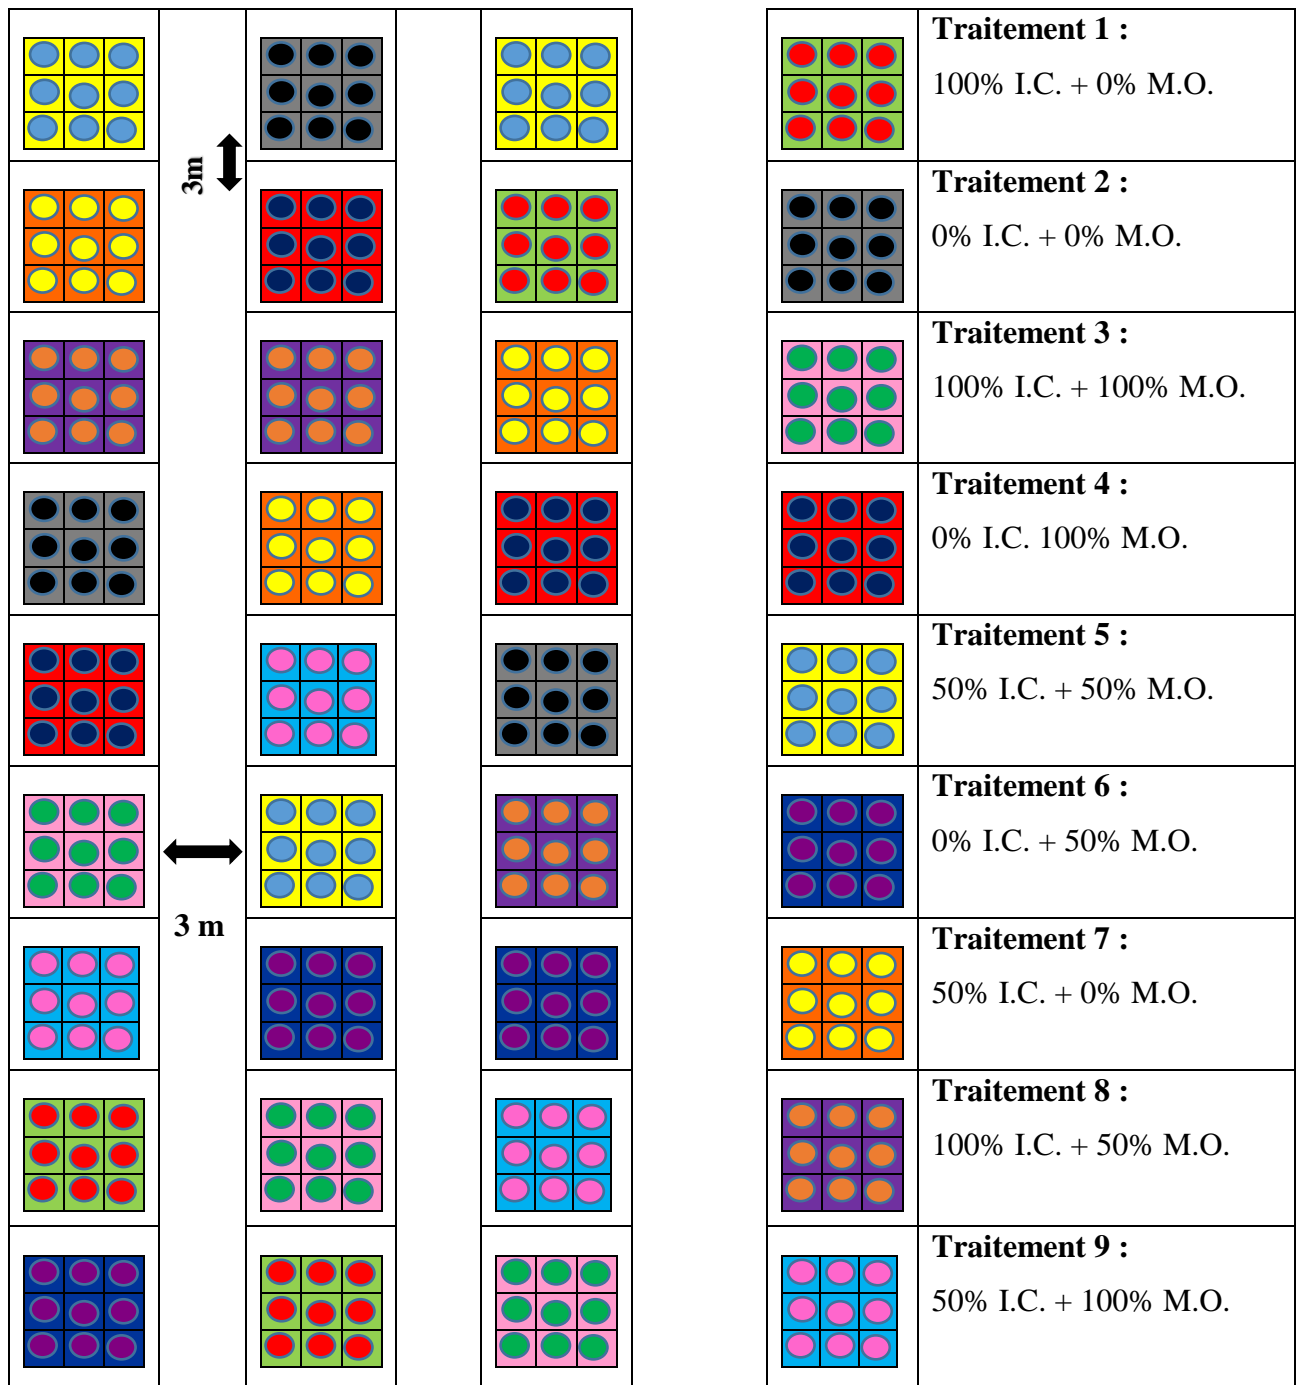 Traitement 1 :
100% I.C. + 0% M.O.
3m
Traitement 2 :
0% I.C. + 0% M.O.
Traitement 3 :
100% I.C. + 100% M.O.
Traitement 4 :
0% I.C. 100% M.O.
Traitement 5 :
50% I.C. + 50% M.O.
Traitement 6 :
0% I.C. + 50% M.O.
3 m
Traitement 7 :
50% I.C. + 0% M.O.
Traitement 8 :
100% I.C. + 50% M.O.
Traitement 9 :
50% I.C. + 100% M.O.